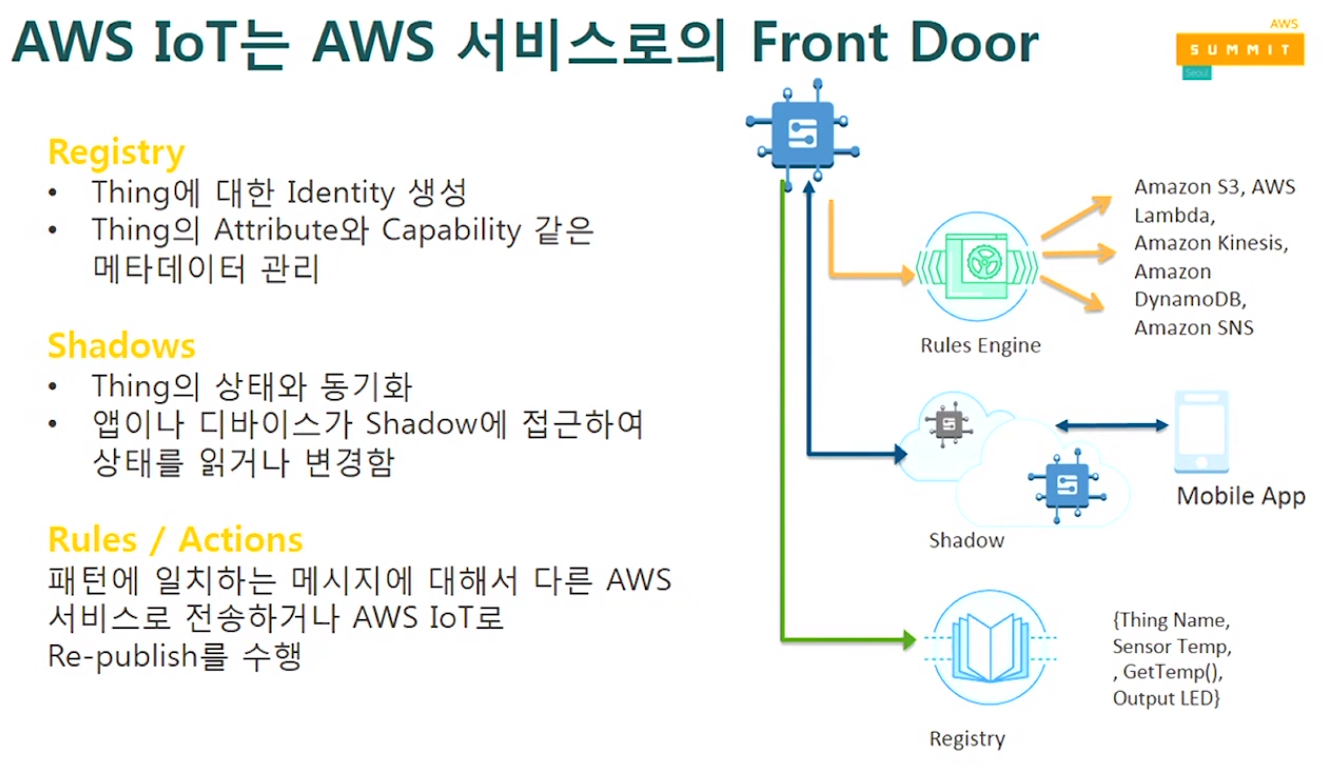 AWS IoT는 AWS 서비스로의 Front Door
AWS
SUMMIT
Seoul
Registry
• Thing에 대한 Identity 생성
• Thing의 Attribute와 Capability 같은
메타데이터 관리
Shadows
• Thing의 상태와 동기화
• 앱이나 디바이스가 Shadow에 접근하여
상태를 읽거나 변경함
Rules / Actions
패턴에 일치하는 메시지에 대해서 다른 AWS
서비스로 전송하거나 AWS IoT로
Re-publish를 수행
Amazon S3, AWS
Lambda,
Amazon Kinesis,
Amazon
DynamoDB,
Amazon SNS
Rules Engine
Mobile App
Shadow
{Thing Name,
Sensor Temp,
, GetTemp(),
Output LED}
Registry